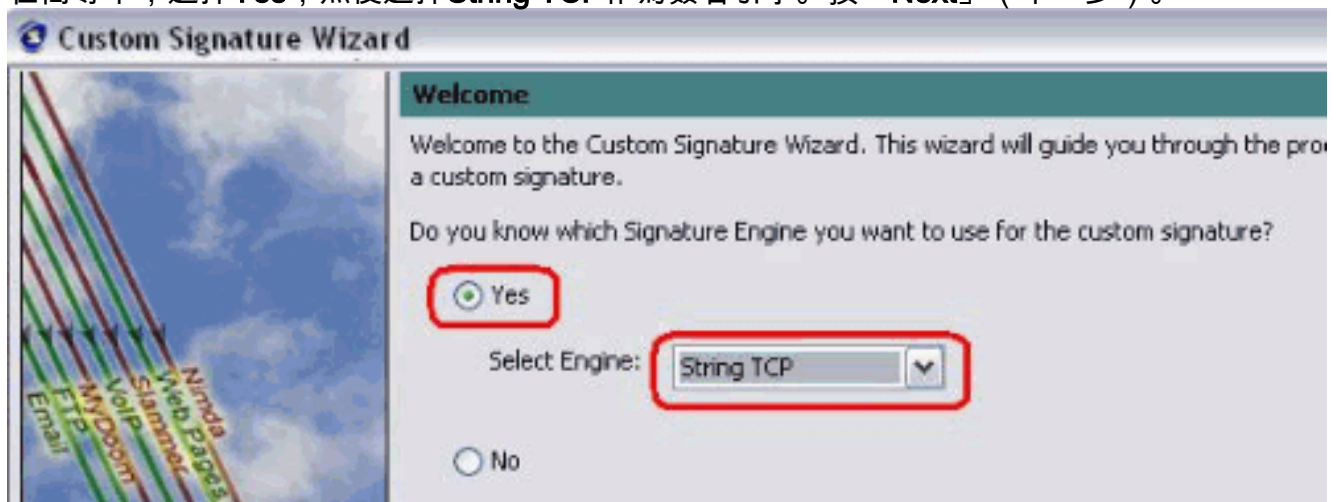 Custom Signature Wizard
Welcome
Welcome to the Custom Signature Wizard. This wizard will guide you through the
a custom signature.
Do you know which Signature Engine you want to use for the custom signature?
Yes
Select Engine: String TCP
No
Email
FTP
MyDoom
VoIP
Slammer
Web Pages
Nimda